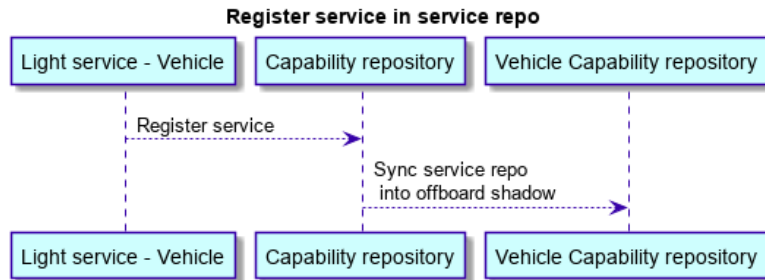 Register service in service repo
Light service - Vehicle
Capability repository
Vehicle Capability repository
Register service
Sync service repo
into offboard shadow
Light service - Vehicle
Capability repository
Vehicle Capability repository